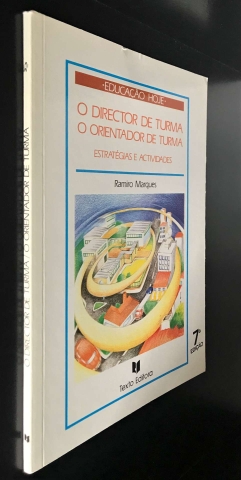 ·EDUCAÇÃO HOJE·
O DIRECTOR DE TURMA
O ORIENTADOR DE TURMA
ESTRATÉGIAS E ACTIVIDADES
Ramiro Marques
7ª
EDIÇÃO
Texto Editora
O DIRECTOR DE TURMA / O ORIENTADOR DE TURMA